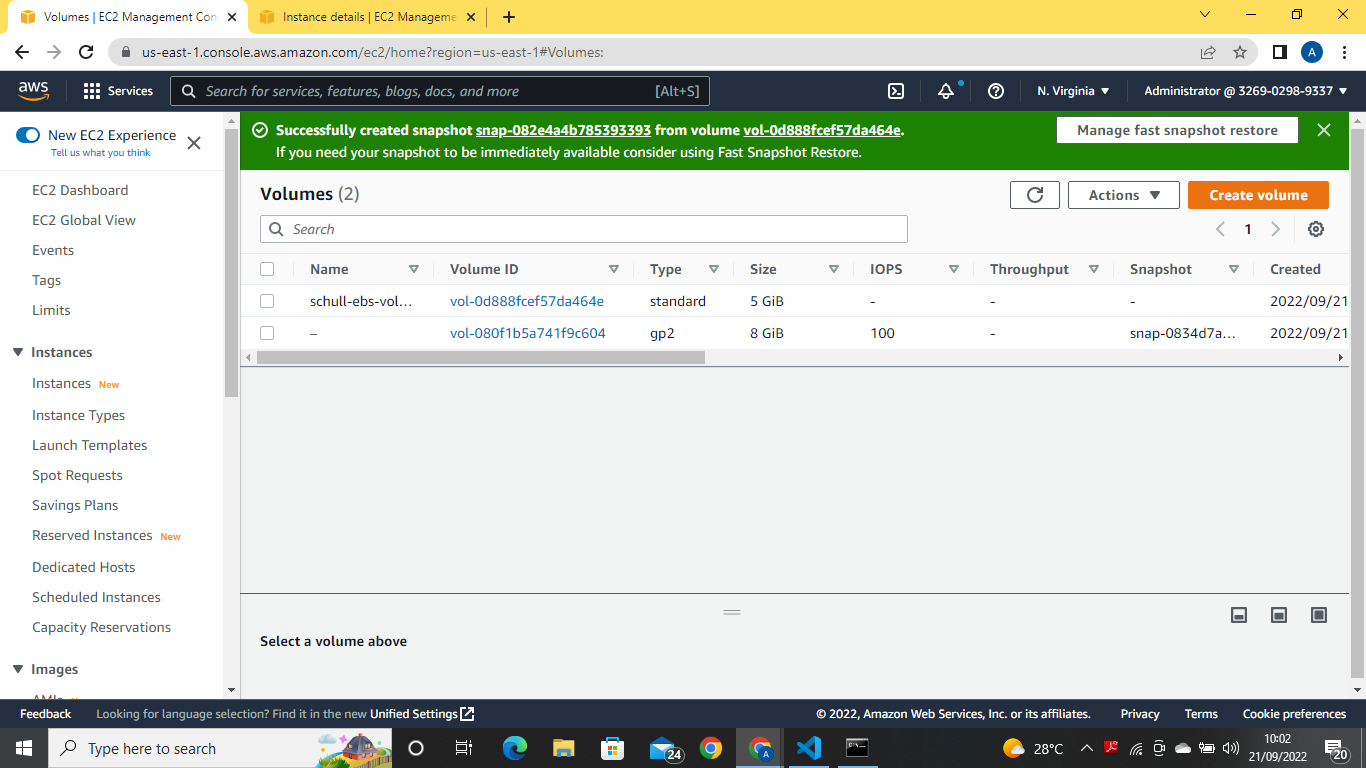 Volumes | EC2 Management Con
Instance details | EC2 Manageme
us-east-1.console.aws.amazon.com/ec2/home?region=us-east-1#Volumes:
A
aws
Services
Search for services, features, blogs, docs, and more
[Alt+S]
N. Virginia
Administrator @ 3269-0298-9337
New EC2 Experience
Tell us what you think
EC2 Dashboard
EC2 Global View
Events
Tags
Limits
Instances
Instances New
Instance Types
Launch Templates
Spot Requests
Savings Plans
Reserved Instances New
Dedicated Hosts
Scheduled Instances
Capacity Reservations
Images
Successfully created snapshot snap-082e4a4b785393393 from volume vol-0d888fcef57da464e.
If you need your snapshot to be immediately available consider using Fast Snapshot Restore.
Manage fast snapshot restore
Volumes (2)
Actions
Create volume
Search
1
Name Volume ID Type Size IOPS Throughput Snapshot Created
schull-ebs-vol... vol-0d888fcef57da464e standard 5 GiB - - - 2022/09/21
– vol-080f1b5a741f9c604 gp2 8 GiB 100 - snap-0834d7a... 2022/09/21
Select a volume above
Feedback
Looking for language selection? Find it in the new Unified Settings
© 2022, Amazon Web Services, Inc. or its affiliates.
Privacy
Terms
Cookie preferences
Type here to search
24
A
28°C
10:02
21/09/2022
20